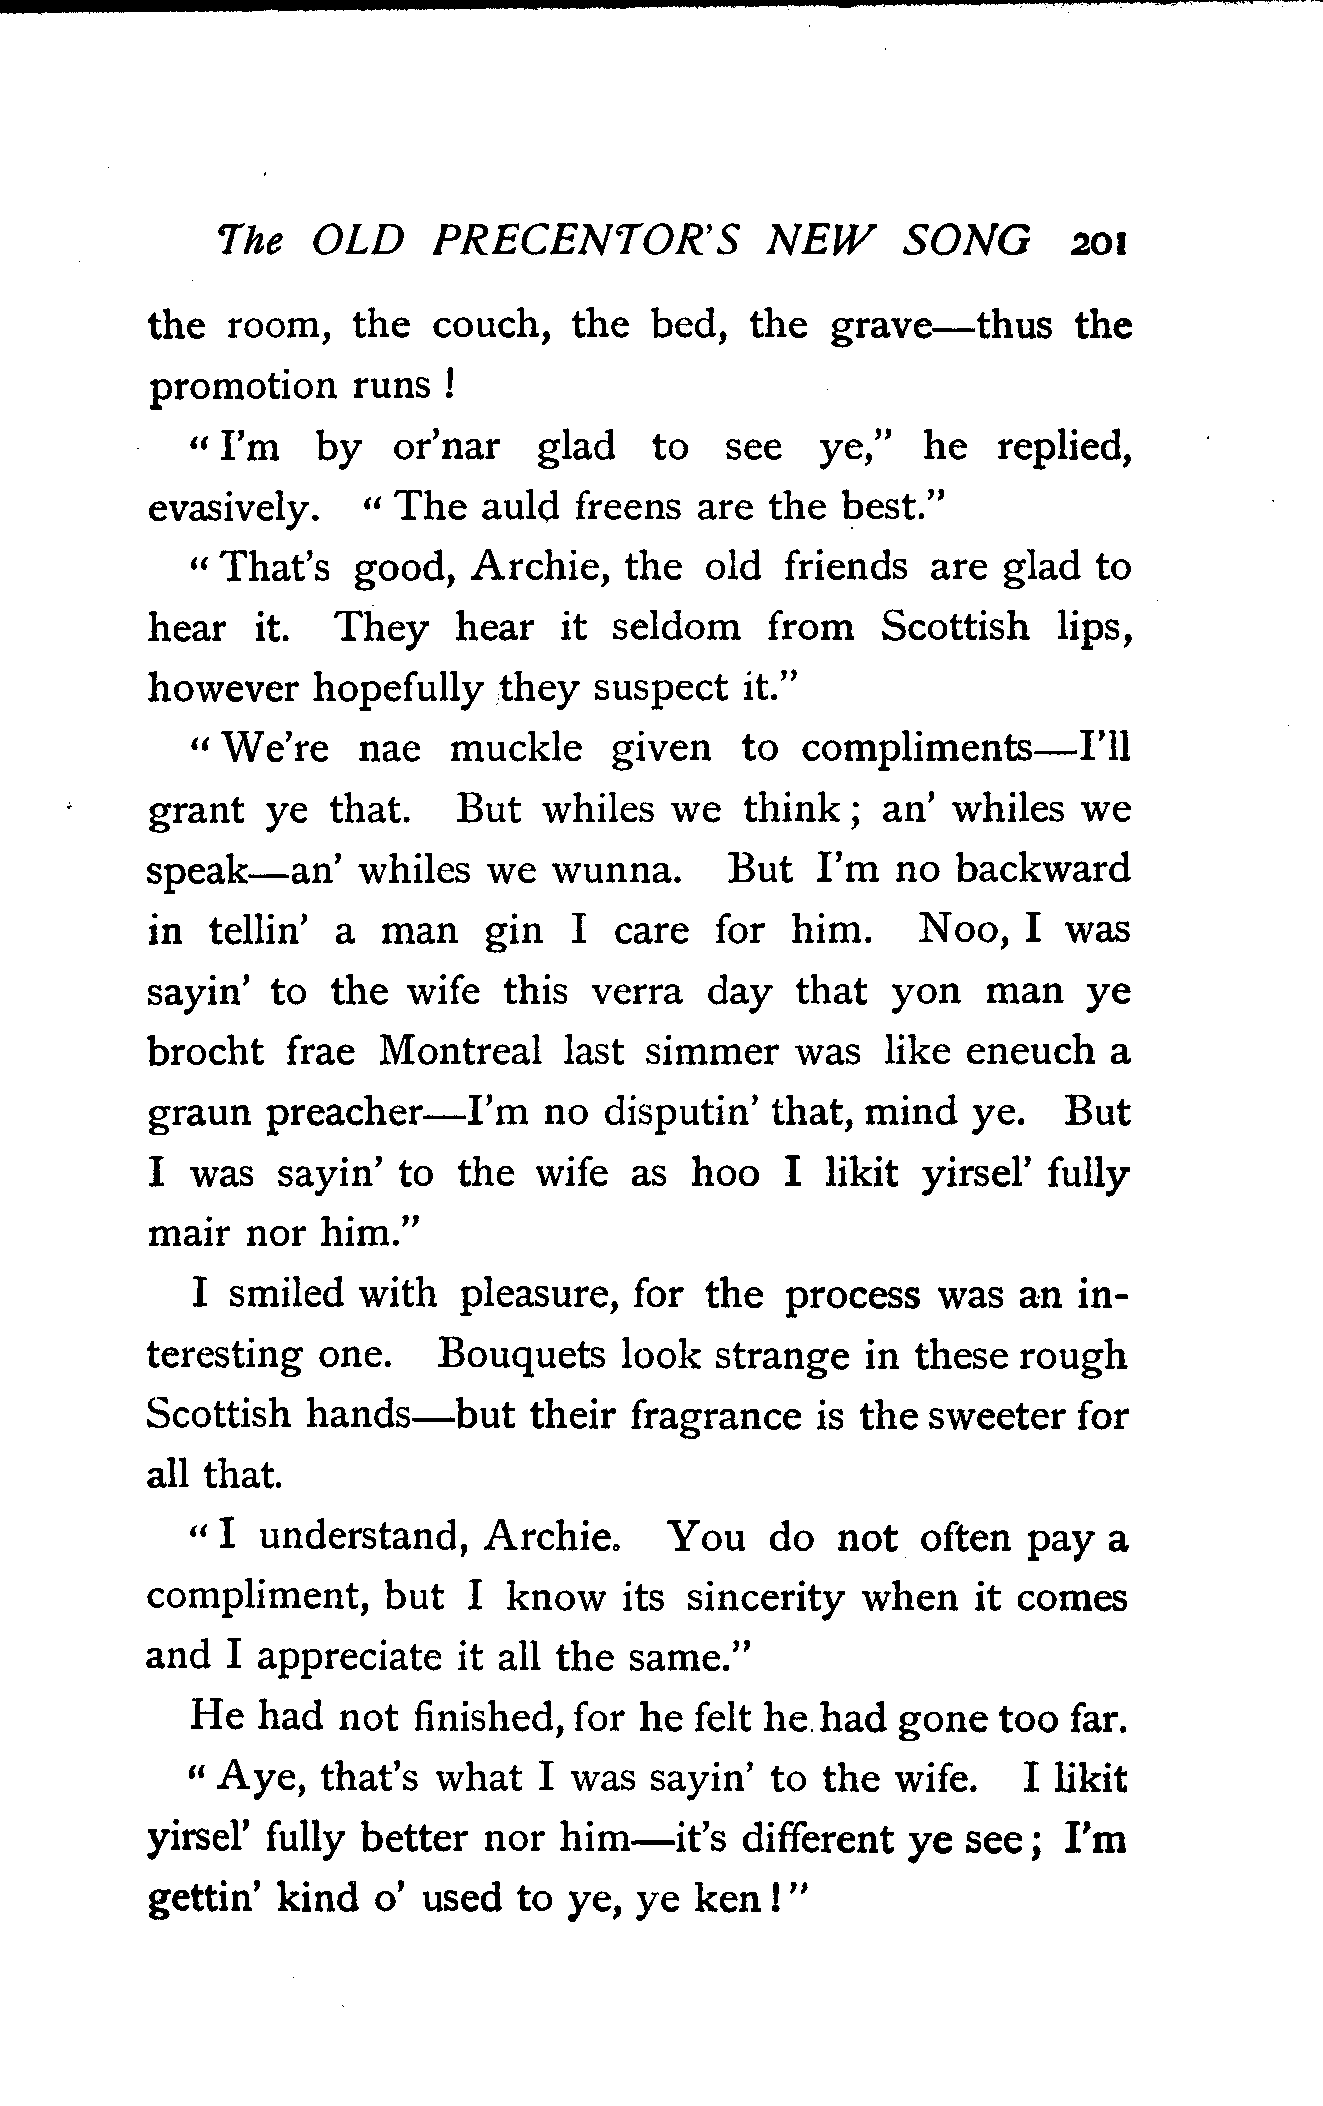 The OLD PRECENTOR'S NEW SONG 201
the room, the couch, the bed, the grave—thus the
promotion runs !
" I'm by or'nar glad to see ye," he replied,
evasively. " The auld freens are the best."
" That's good, Archie, the old friends are glad to
hear it. They hear it seldom from Scottish lips,
however hopefully they suspect it."
" We're nae muckle given to compliments—I'll
grant ye that. But whiles we think ; an' whiles we
speak—an' whiles we wunna. But I'm no backward
in tellin' a man gin I care for him. Noo, I was
sayin' to the wife this verra day that yon man ye
brocht frae Montreal last simmer was like eneuch a
graun preacher—I'm no disputin' that, mind ye. But
I was sayin' to the wife as hoo I likit yirsel' fully
mair nor him."
I smiled with pleasure, for the process was an in-
teresting one. Bouquets look strange in these rough
Scottish hands—but their fragrance is the sweeter for
all that.
" I understand, Archie. You do not often pay a
compliment, but I know its sincerity when it comes
and I appreciate it all the same."
He had not finished, for he felt he had gone too far.
" Aye, that's what I was sayin' to the wife. I likit
yirsel' fully better nor him—it's different ye see ; I'm
gettin' kind o' used to ye, ye ken ! "